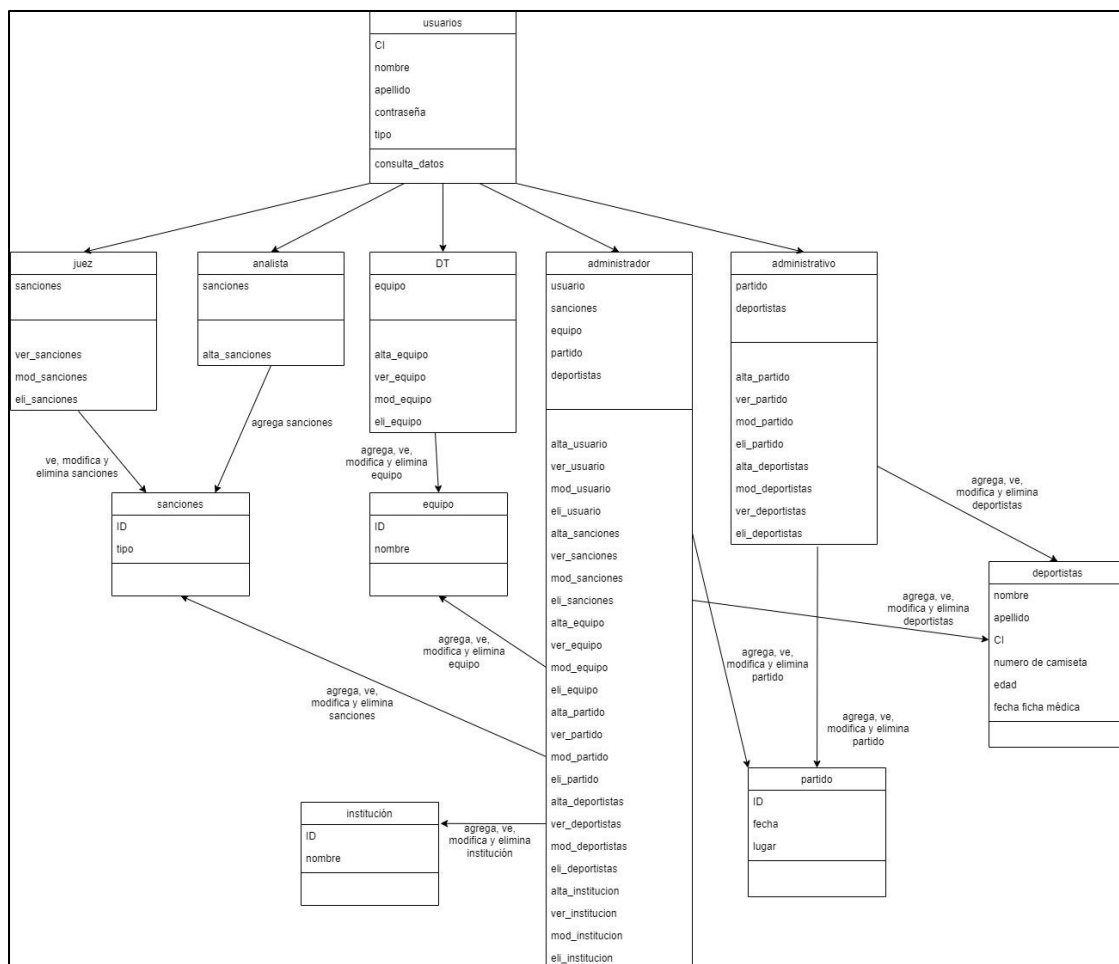 usuarios
CI
nombre
apellido
contraseña
tipo
consulta_datos
juez
sanciones
ver_sanciones
mod_sanciones
eli_sanciones
analista
sanciones
alta_sanciones
DT
equipo
alta_equipo
ver_equipo
mod_equipo
eli_equipo
administrador
usuario
sanciones
equipo
partido
deportistas
alta_usuario
ver_usuario
mod_usuario
eli_usuario
alta_sanciones
ver_sanciones
mod_sanciones
eli_sanciones
alta_equipo
ver_equipo
mod_equipo
eli_equipo
alta_partido
ver_partido
mod_partido
eli_partido
alta_deportistas
ver_deportistas
mod_deportistas
eli_deportistas
alta_institucion
ver_institucion
mod_institucion
eli_institucion
administrativo
partido
deportistas
alta_partido
ver_partido
mod_partido
eli_partido
alta_deportistas
mod_deportistas
ver_deportistas
eli_deportistas
ve, modifica y
elimina sanciones
agrega sanciones
agrega, ve,
modifica y elimina
equipo
agrega, ve,
modifica y elimina
deportistas
sanciones
ID
tipo
equipo
ID
nombre
deportistas
nombre
apellido
CI
numero de camiseta
edad
fecha ficha médica
agrega, ve,
modifica y elimina
deportistas
agrega, ve,
modifica y elimina
equipo
agrega, ve,
modifica y elimina
partido
agrega, ve,
modifica y elimina
sanciones
agrega, ve,
modifica y elimina
partido
partido
ID
fecha
lugar
institución
ID
nombre
agrega, ve,
modifica y elimina
institución